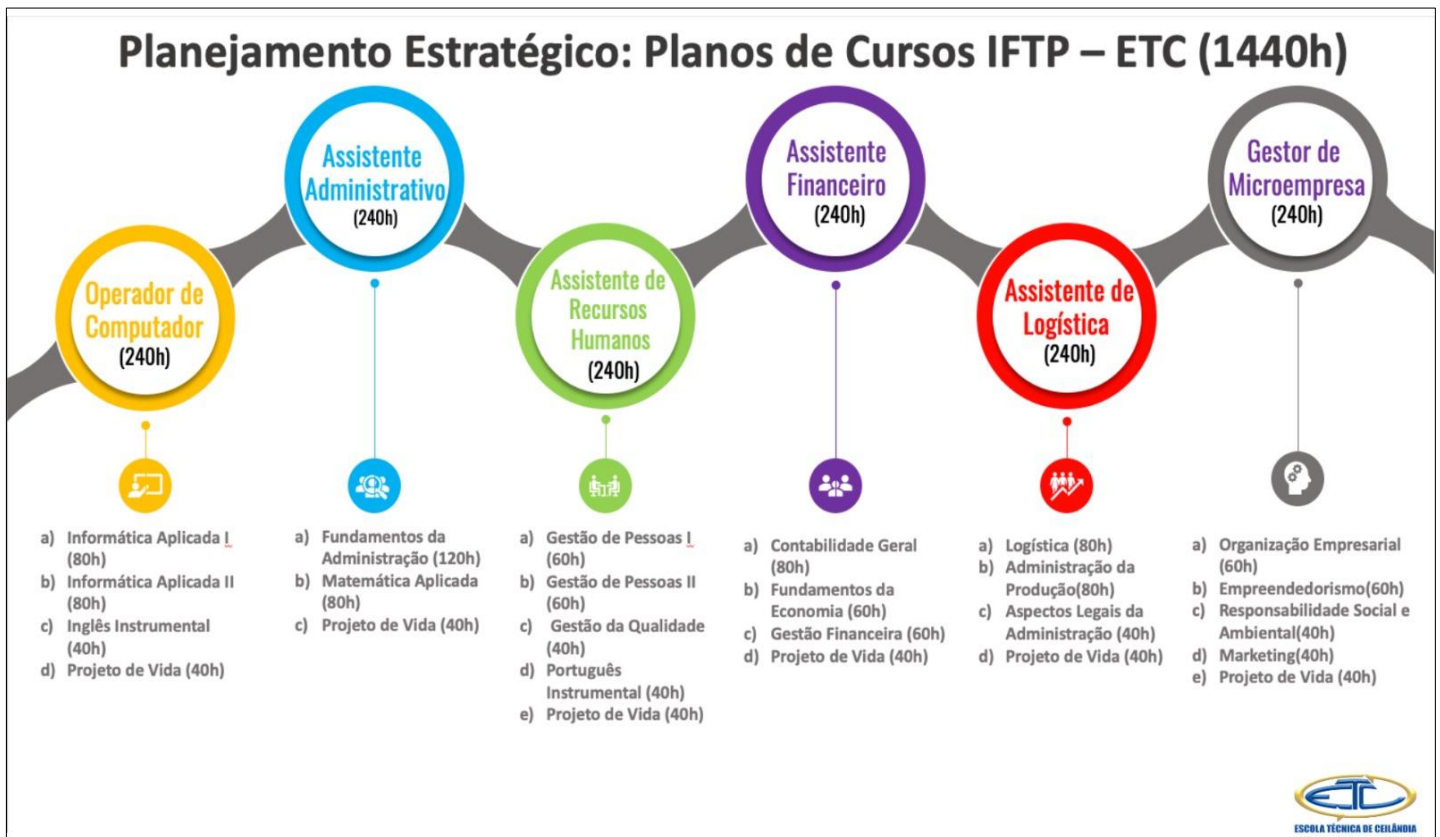 Planejamento Estratégico: Planos de Cursos IFTP – ETC (1440h)
Operador de
Computador
(240h)
Assistente
Administrativo
(240h)
Assistente de
Recursos
Humanos
(240h)
Assistente
Financeiro
(240h)
Assistente de
Logística
(240h)
Gestor de
Microempresa
(240h)
a) Informática Aplicada I
(80h)
b) Informática Aplicada II
(80h)
c) Inglês Instrumental
(40h)
d) Projeto de Vida (40h)
a) Fundamentos da
Administração (120h)
b) Matemática Aplicada
(80h)
c) Projeto de Vida (40h)
a) Gestão de Pessoas I
(60h)
b) Gestão de Pessoas II
(60h)
c) Gestão da Qualidade
(40h)
d) Português
Instrumental (40h)
e) Projeto de Vida (40h)
a) Contabilidade Geral
(80h)
b) Fundamentos da
Economia (60h)
c) Gestão Financeira (60h)
d) Projeto de Vida (40h)
a) Logística (80h)
b) Administração da
Produção(80h)
c) Aspectos Legais da
Administração (40h)
d) Projeto de Vida (40h)
a) Organização Empresarial
(60h)
b) Empreendedorismo(60h)
c) Responsabilidade Social e
Ambiental(40h)
d) Marketing(40h)
e) Projeto de Vida (40h)
ETC
ESCOLA TÉCNICA DE CEILÂNDIA